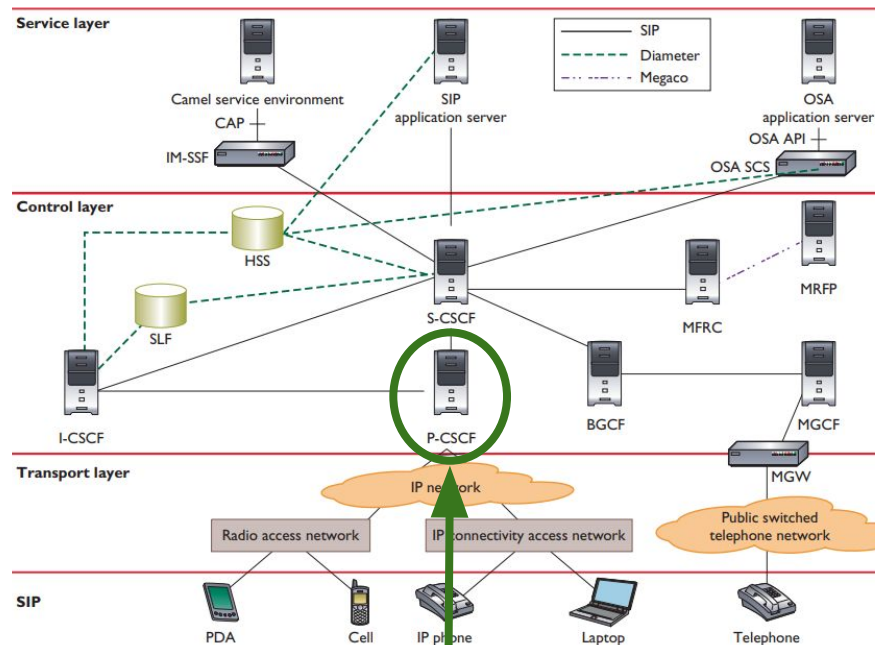 Service layer
SIP
Diameter
Megaco
Camel service environment
SIP
application server
OSA
application server
CAP
OSA API
IM-SSF
OSA SCS
Control layer
HSS
MRFP
S-CSCF
MFRC
SLF
I-CSCF
P-CSCF
BGCF
MGCF
Transport layer
MGW
IP network
Public switched
telephone network
Radio access network
IP connectivity access network
SIP
PDA
Cell
IP phone
Laptop
Telephone